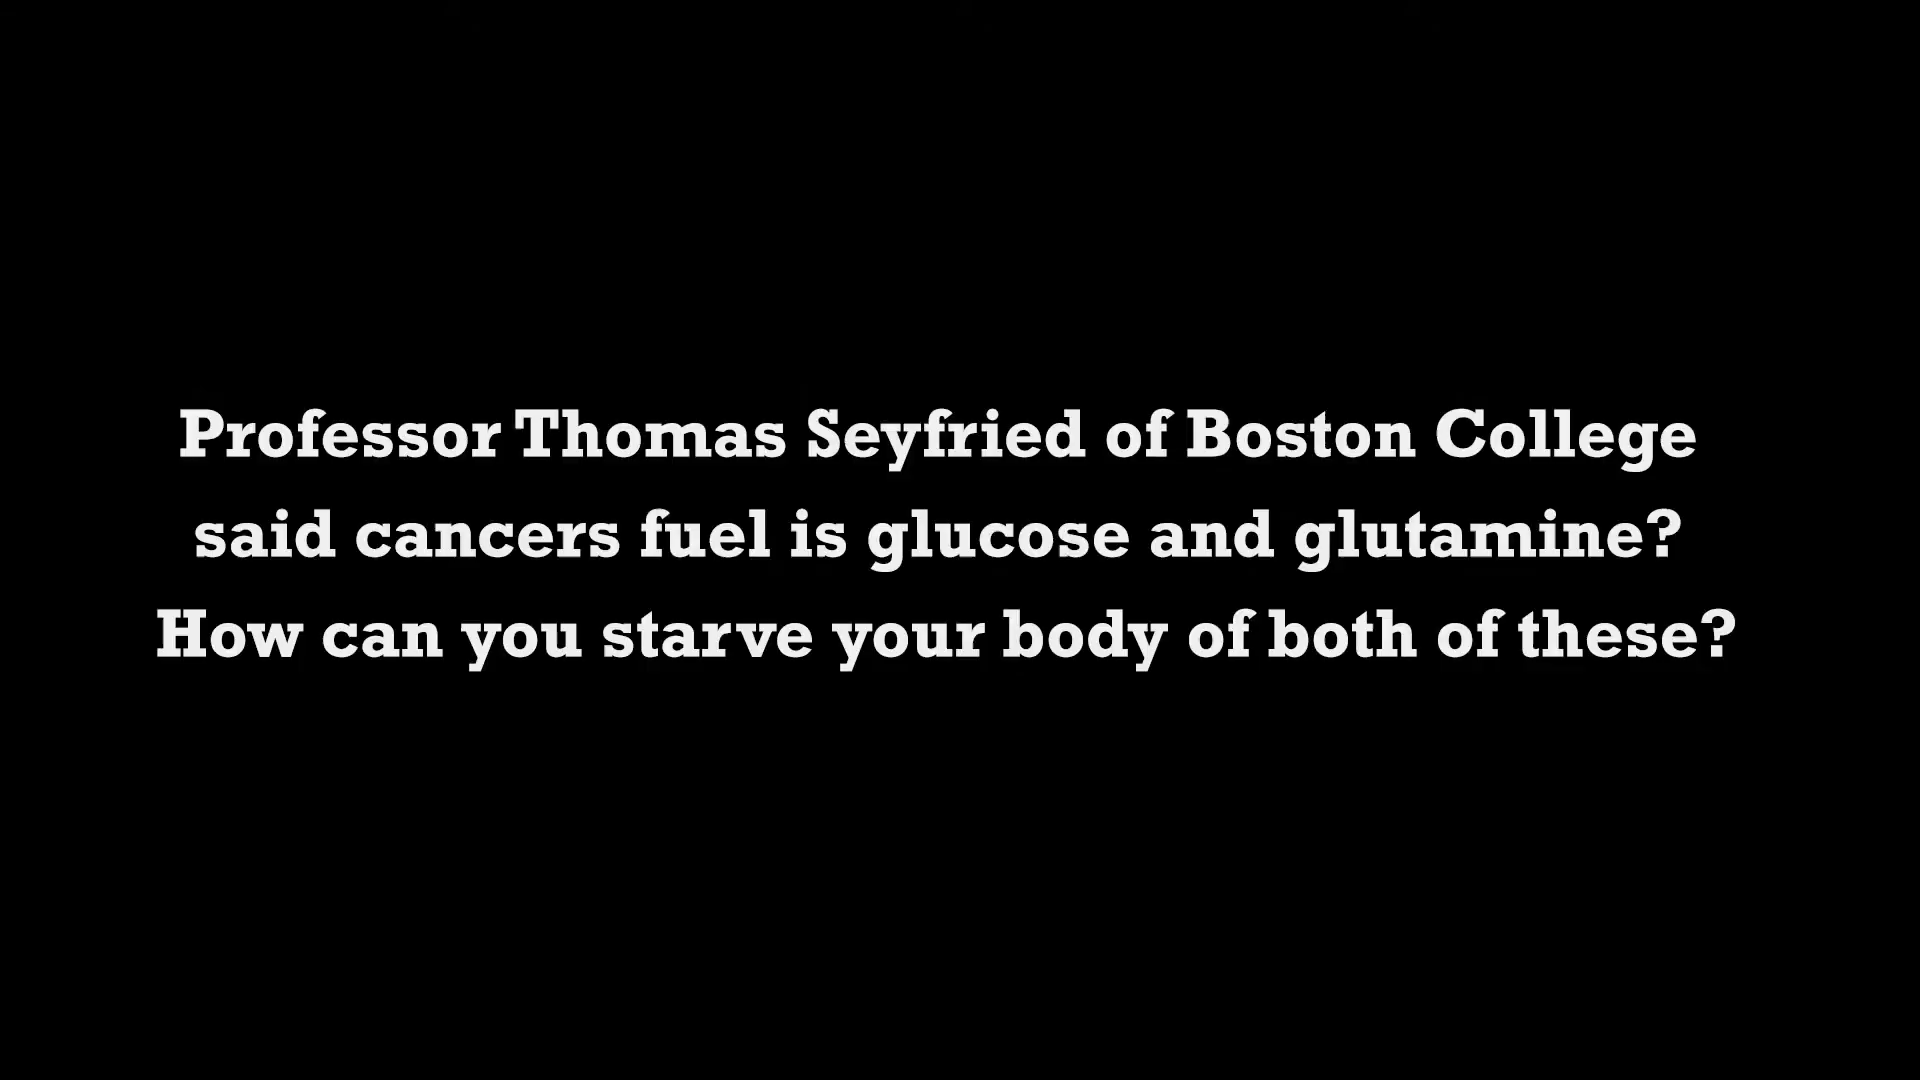 Professor Thomas Seyfried of Boston College
said cancers fuel is glucose and glutamine?
How can you starve your body of both of these?